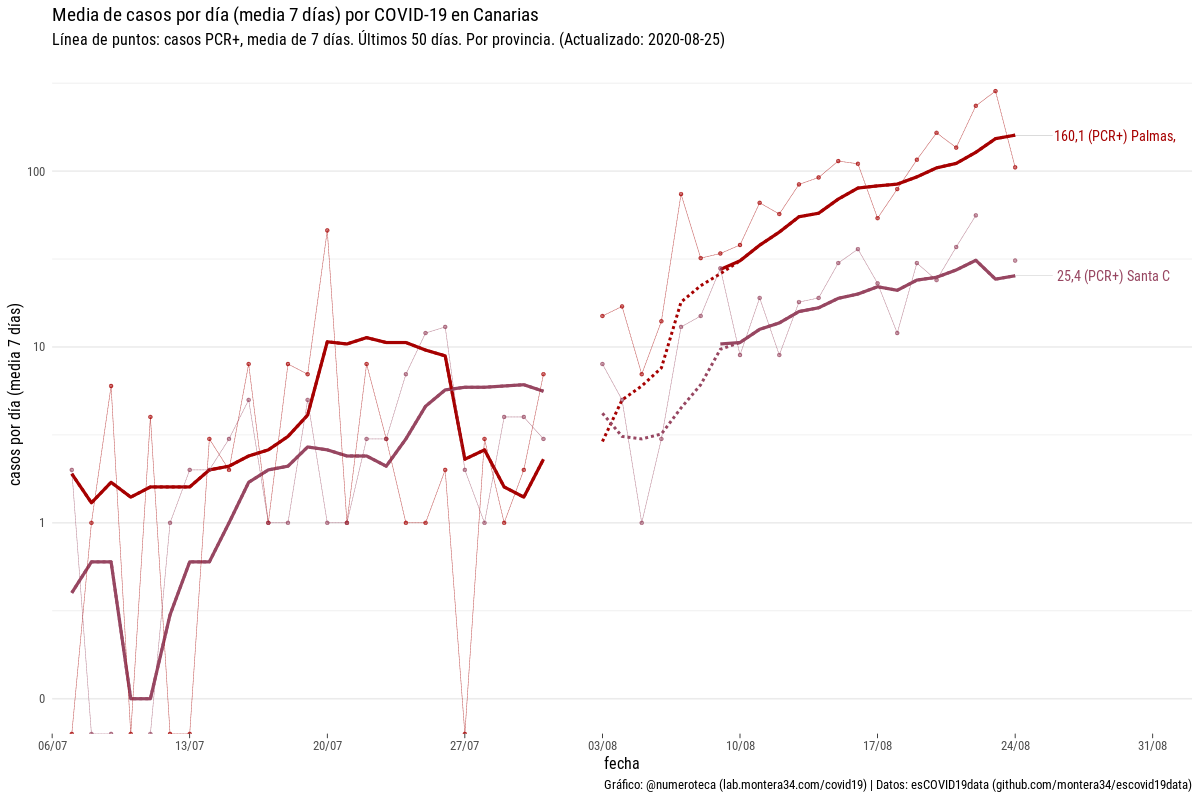 Media de casos por día (media 7 días) por COVID-19 en Canarias
Línea de puntos: casos PCR+, media de 7 días. Últimos 50 días. Por provincia. (Actualizado: 2020-08-25)
casos por día (media 7 días)
100
10
1
0
160,1 (PCR+) Palmas,
25,4 (PCR+) Santa C
06/07
13/07
20/07
27/07
03/08
10/08
17/08
24/08
31/08
fecha
Gráfico: @numeroteca (lab.montera34.com/covid19) | Datos: esCOVID19data (github.com/montera34/escovid19data)